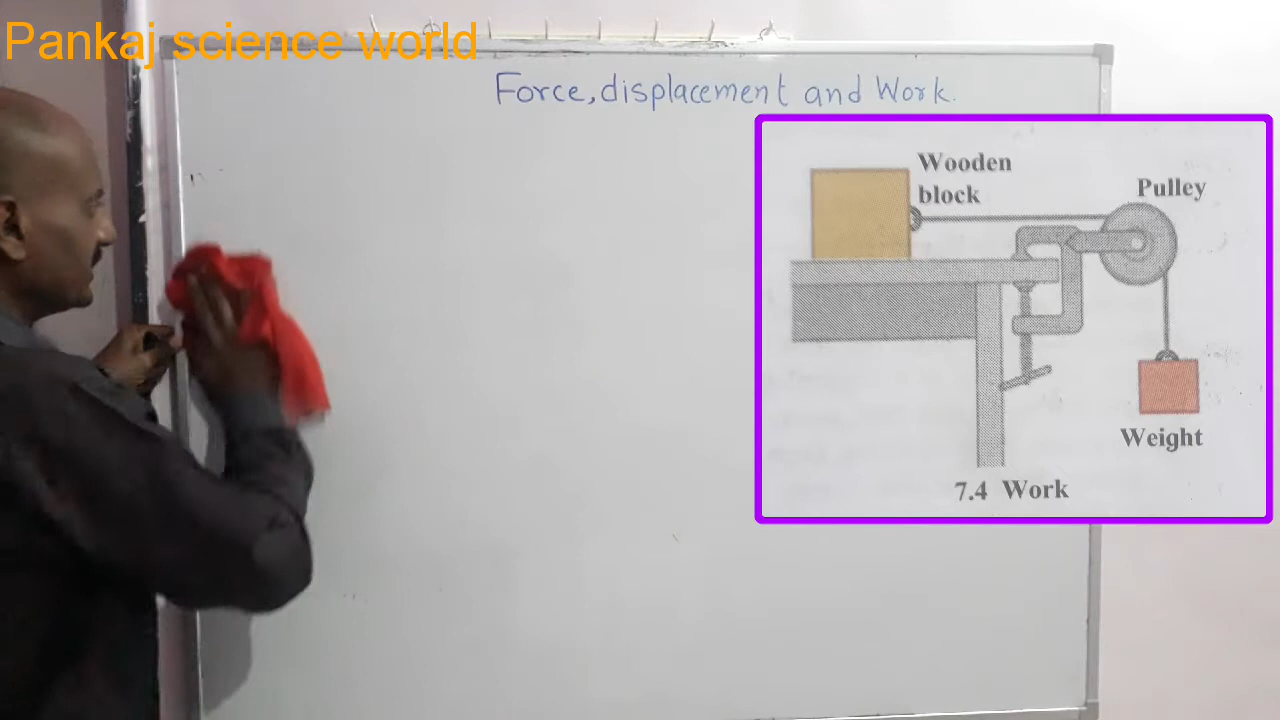 Pankaj science world
Force, displacement and Work.
Wooden
block
Pulley
Weight
7.4 Work